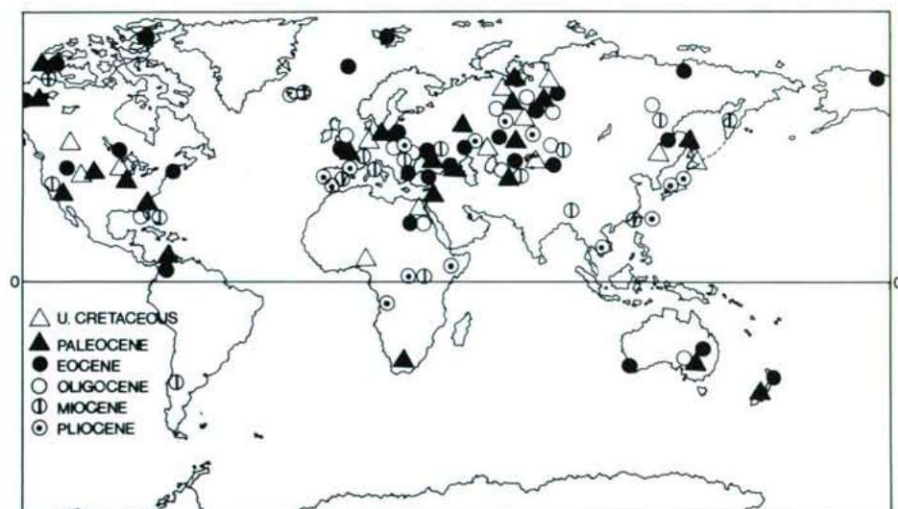 0 0
U. CRETACEOUS
PALEOCENE
EOCENE
OLIGOCENE
MIOCENE
PLIOCENE